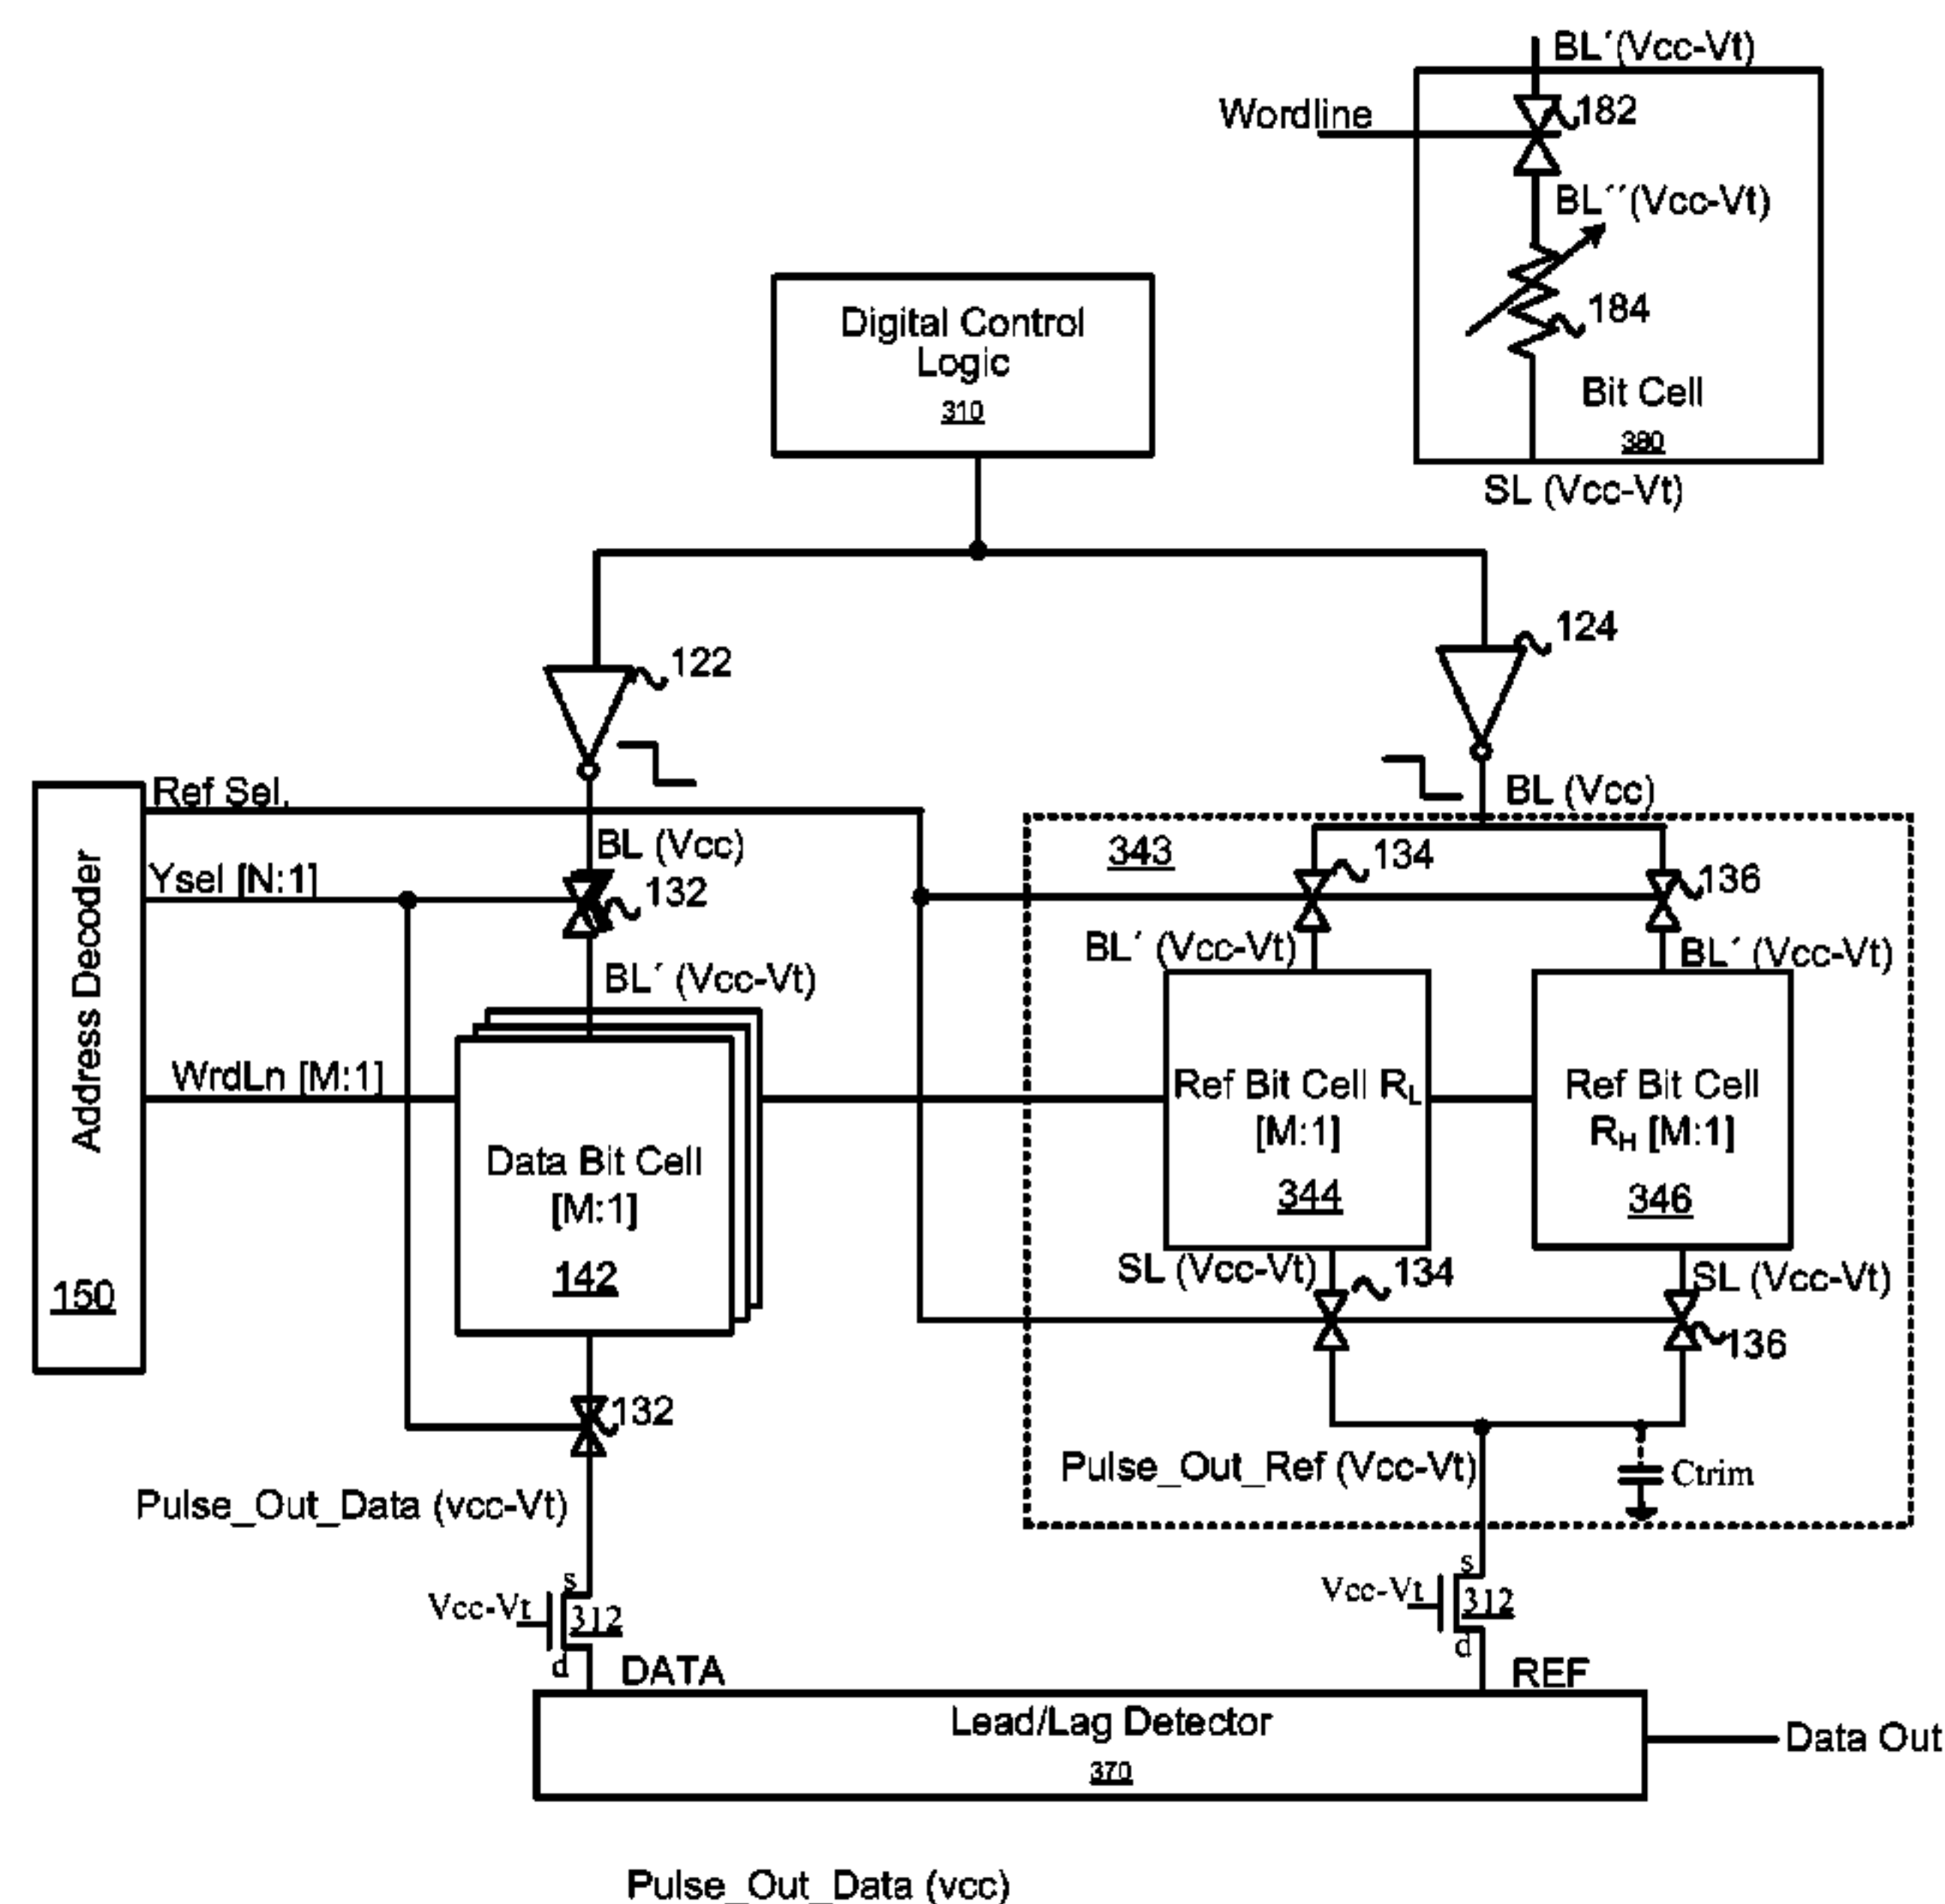 BL´(Vcc-Vt)
182
Wordline
BL´´(Vcc-Vt)
184
Bit Cell
380
SL (Vcc-Vt)
Digital Control
Logic
310
122
124
Ref Sel.
BL (Vcc)
BL (Vcc)
Ysel [N:1]
132
343
134
136
BL´ (Vcc-Vt)
BL´ (Vcc-Vt)
BL´ (Vcc-Vt)
Address Decoder
150
WrdLn [M:1]
Data Bit Cell
[M:1]
142
Ref Bit Cell RL
[M:1]
344
Ref Bit Cell
RH [M:1]
346
SL (Vcc-Vt)
134
SL (Vcc-Vt)
136
132
Pulse_Out_Data (vcc-Vt)
Pulse_Out_Ref (Vcc-Vt)
Ctrim
Vcc-Vt
s
312
d
DATA
Vcc-Vt
s
312
d
REF
Lead/Lag Detector
370
Data Out
Pulse_Out_Data (vcc)